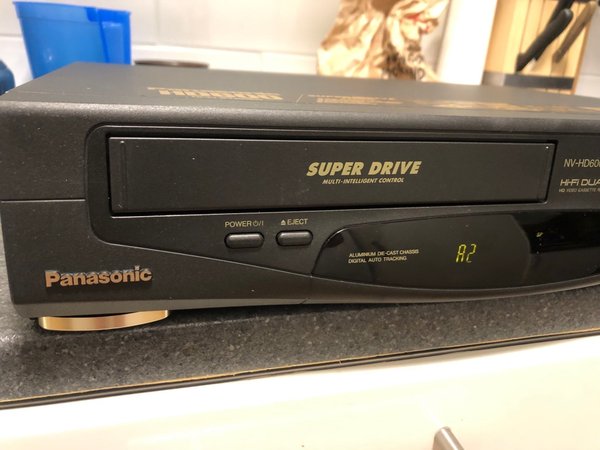 SUPER DRIVE
MULTI-INTELLIGENT CONTROL
NV-HD60
Hi-Fi DUA
POWER ⏻/I
⏏ EJECT
ALUMINIUM DIE-CAST CHASSIS
DIGITAL AUTO TRACKING
A2
Panasonic